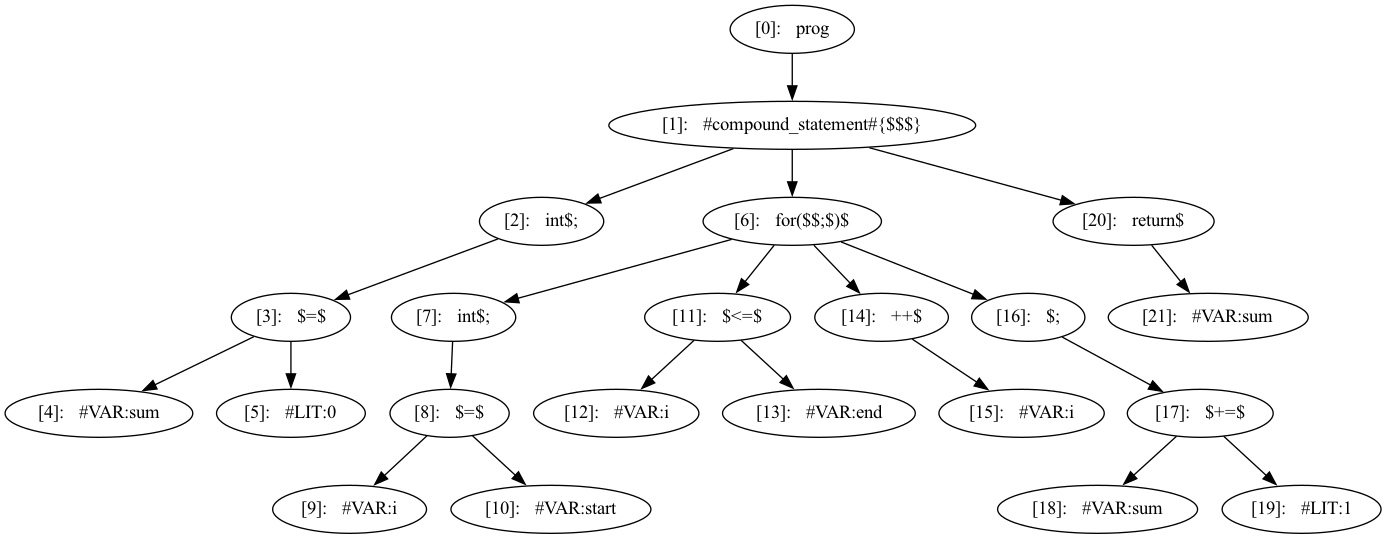 [0]: prog
[1]: #compound_statement#{$$$}
[2]: int$;
[6]: for($$;$)$
[20]: return$
[3]: $=$
[7]: int$;
[11]: $<=$
[14]: ++$
[16]: $;
[21]: #VAR:sum
[4]: #VAR:sum
[5]: #LIT:0
[8]: $=$
[12]: #VAR:i
[13]: #VAR:end
[15]: #VAR:i
[17]: $+=$
[9]: #VAR:i
[10]: #VAR:start
[18]: #VAR:sum
[19]: #LIT:1